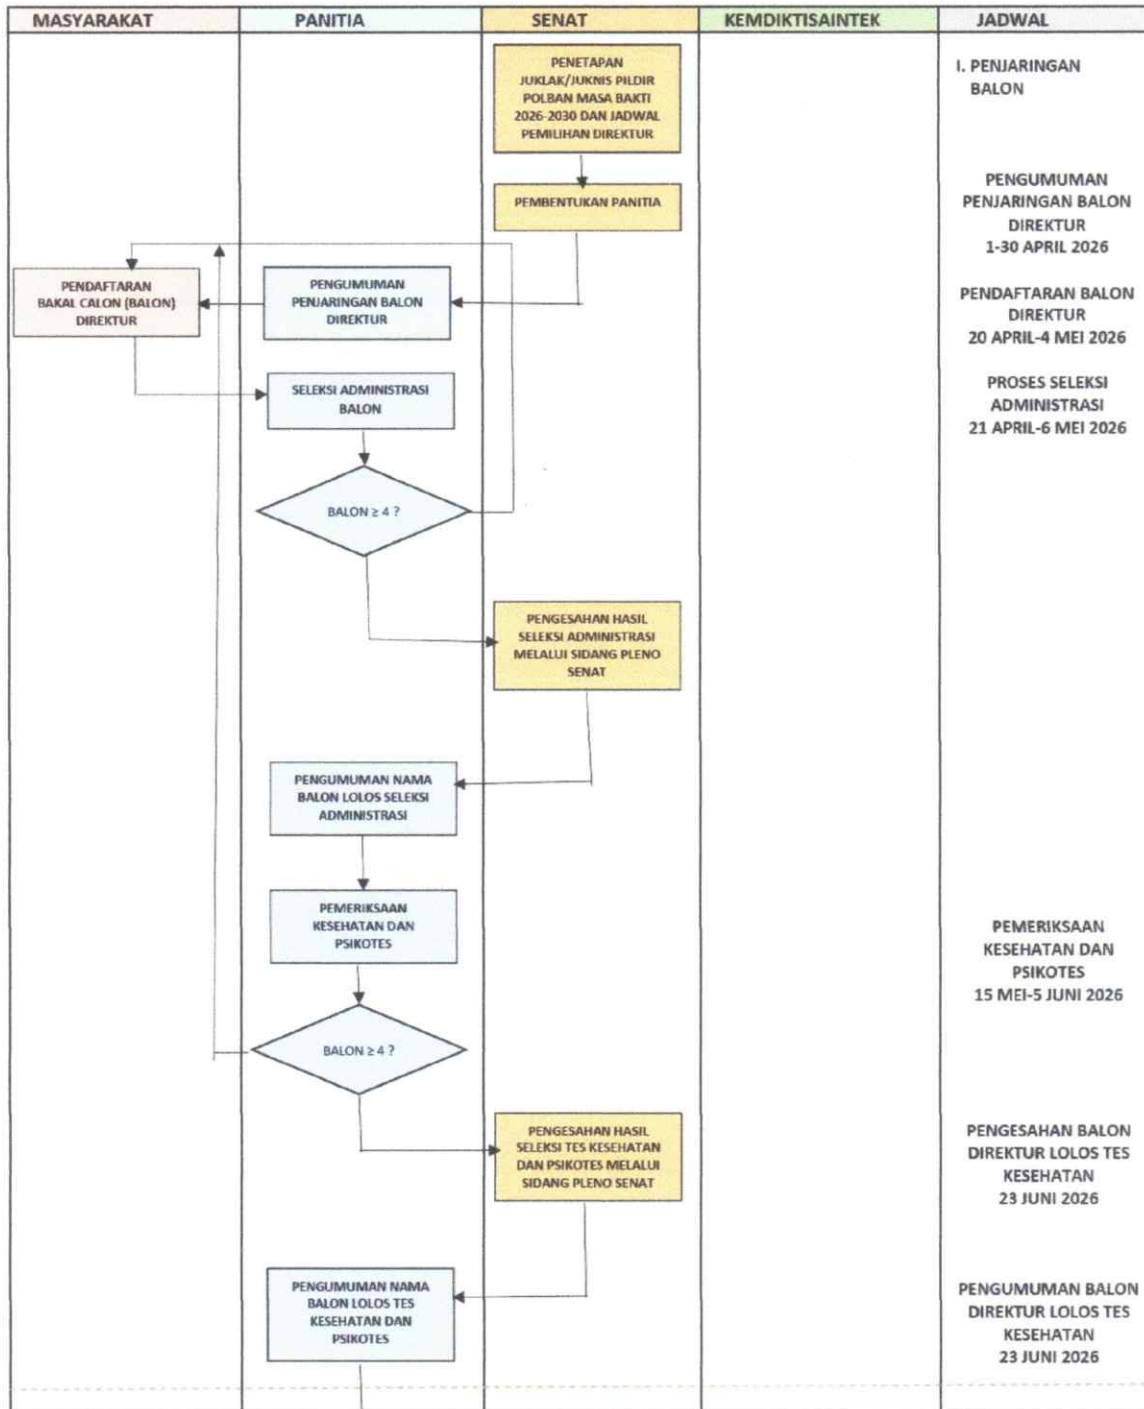 MASYARAKAT
PANITIA
SENAT
KEMDIKTISAINTEK
JADWAL
PENETAPAN
JUKLAK/JUKNIS PILDIR
POLBAN MASA BAKTI
2026-2030 DAN JADWAL
PEMILIHAN DIREKTUR
I. PENJARINGAN
BALON
PEMBENTUKAN PANITIA
PENGUMUMAN
PENJARINGAN BALON
DIREKTUR
1-30 APRIL 2026
PENDAFTARAN
BAKAL CALON (BALON)
DIREKTUR
PENGUMUMAN
PENJARINGAN BALON
DIREKTUR
PENDAFTARAN BALON
DIREKTUR
20 APRIL-4 MEI 2026
SELEKSI ADMINISTRASI
BALON
PROSES SELEKSI
ADMINISTRASI
21 APRIL-6 MEI 2026
BALON ≥ 4 ?
PENGESAHAN HASIL
SELEKSI ADMINISTRASI
MELALUI SIDANG PLENO
SENAT
PENGUMUMAN NAMA
BALON LOLOS SELEKSI
ADMINISTRASI
PEMERIKSAAN
KESEHATAN DAN
PSIKOTES
PEMERIKSAAN
KESEHATAN DAN
PSIKOTES
15 MEI-5 JUNI 2026
BALON ≥ 4 ?
PENGESAHAN HASIL
SELEKSI TES KESEHATAN
DAN PSIKOTES MELALUI
SIDANG PLENO SENAT
PENGESAHAN BALON
DIREKTUR LOLOS TES
KESEHATAN
23 JUNI 2026
PENGUMUMAN NAMA
BALON LOLOS TES
KESEHATAN DAN
PSIKOTES
PENGUMUMAN BALON
DIREKTUR LOLOS TES
KESEHATAN
23 JUNI 2026